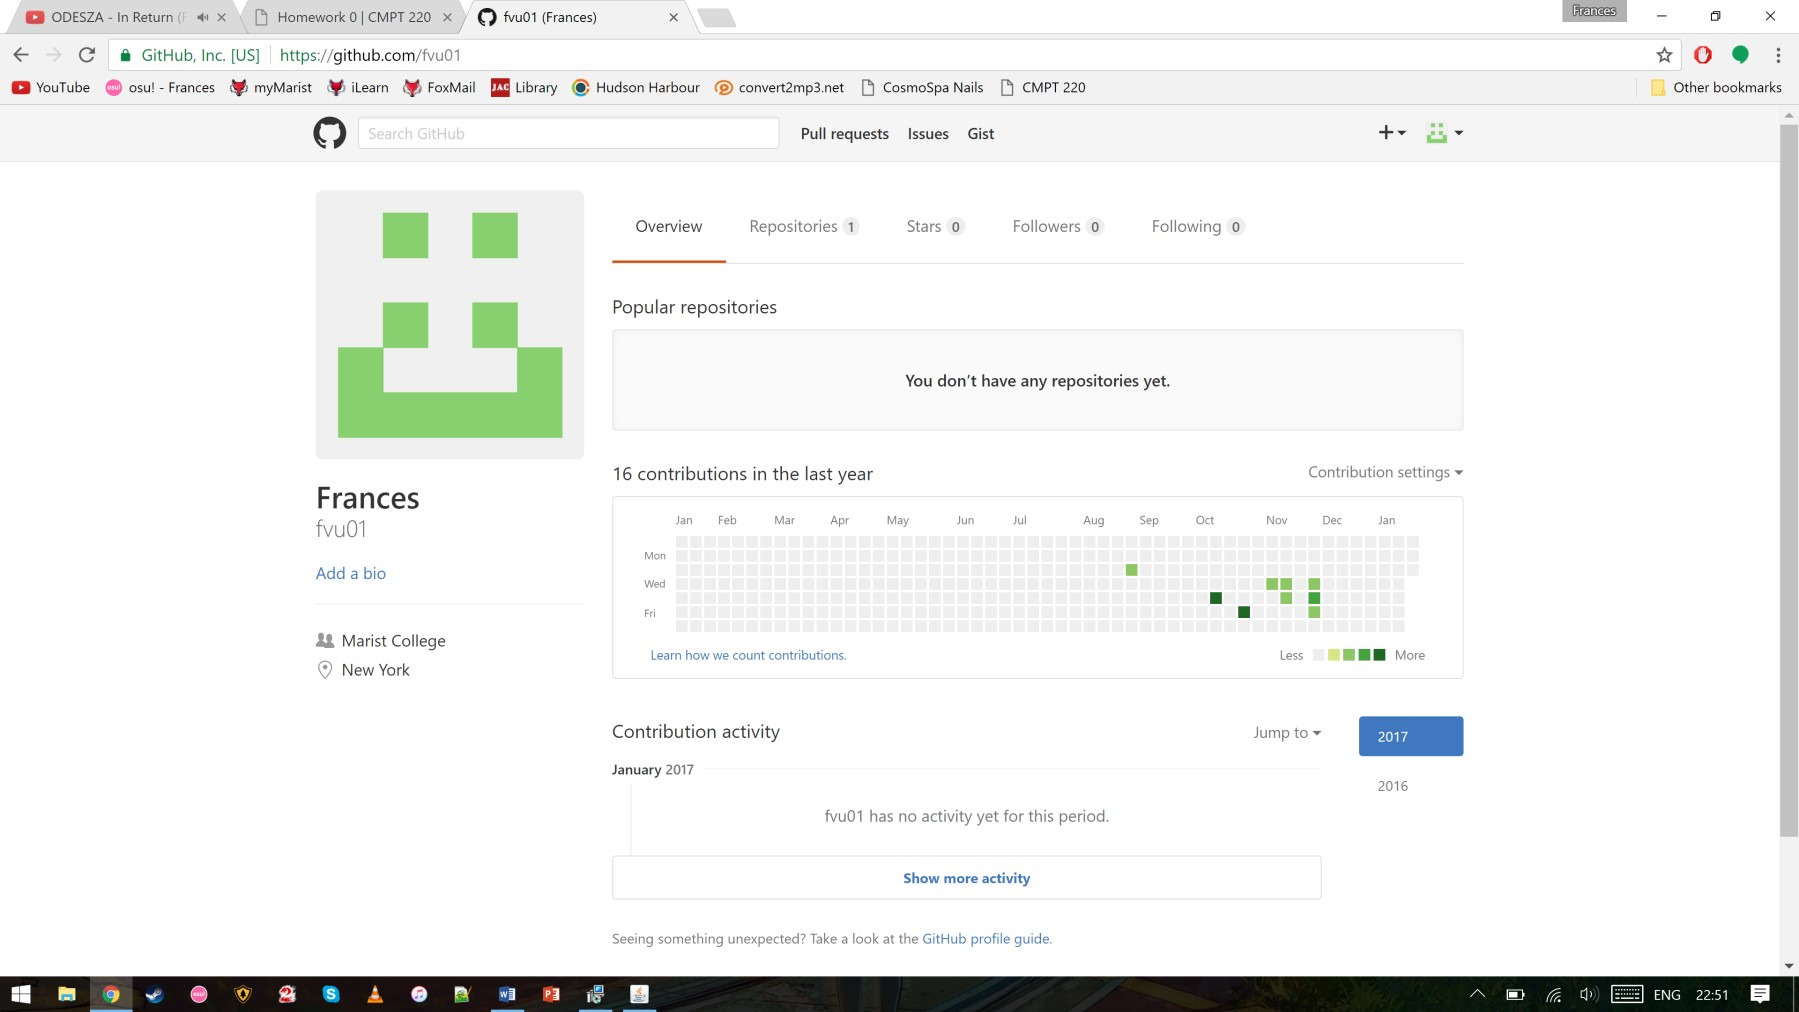 ODESZA - In Return (F
Homework 0 | CMPT 220
fvu01 (Frances)
Frances
GitHub, Inc. [US]
https://github.com/fvu01
YouTube
osu! - Frances
myMarist
iLearn
FoxMail
JAC
Library
Hudson Harbour
convert2mp3.net
CosmoSpa Nails
CMPT 220
Other bookmarks
Search GitHub
Pull requests
Issues
Gist
Overview
Repositories 1
Stars 0
Followers 0
Following 0
Popular repositories
You don't have any repositories yet.
16 contributions in the last year
Contribution settings
Jan Feb Mar Apr May Jun Jul Aug Sep Oct Nov Dec Jan
Mon
Wed
Fri
Learn how we count contributions.
Less
More
Frances
fvu01
Add a bio
Marist College
New York
Contribution activity
Jump to
2017
2016
January 2017
fvu01 has no activity yet for this period.
Show more activity
Seeing something unexpected? Take a look at the GitHub profile guide.
ENG
22:51